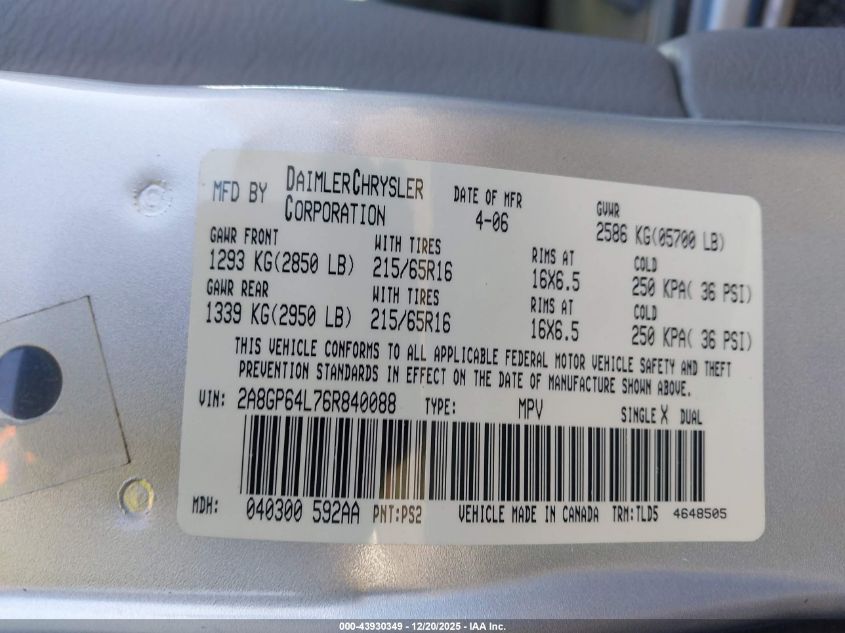 MFD BY DAIMLERCHRYSLER CORPORATION
DATE OF MFR 4-06
GVWR 2586 KG(05700 LB)
GAWR FRONT WITH TIRES RIMS AT COLD
1293 KG(2850 LB) 215/65R16 16X6.5 250 KPA( 36 PSI)
GAWR REAR WITH TIRES RIMS AT COLD
1339 KG(2950 LB) 215/65R16 16X6.5 250 KPA( 36 PSI)
THIS VEHICLE CONFORMS TO ALL APPLICABLE FEDERAL MOTOR VEHICLE SAFETY AND THEFT
PREVENTION STANDARDS IN EFFECT ON THE DATE OF MANUFACTURE SHOWN ABOVE.
VIN: 2A8GP64L76R840088 TYPE: MPV SINGLE X DUAL
MDH: 040300 592AA PNT:PS2 VEHICLE MADE IN CANADA TRM:TLD5 4648505
000-43930349 - 12/20/2025 - IAA Inc.